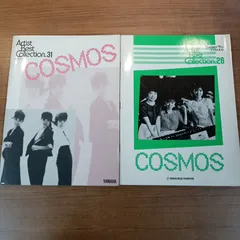 Artist
Best
Collection.31
COSMOS
YAMAHA
Collection.28
COSMOS